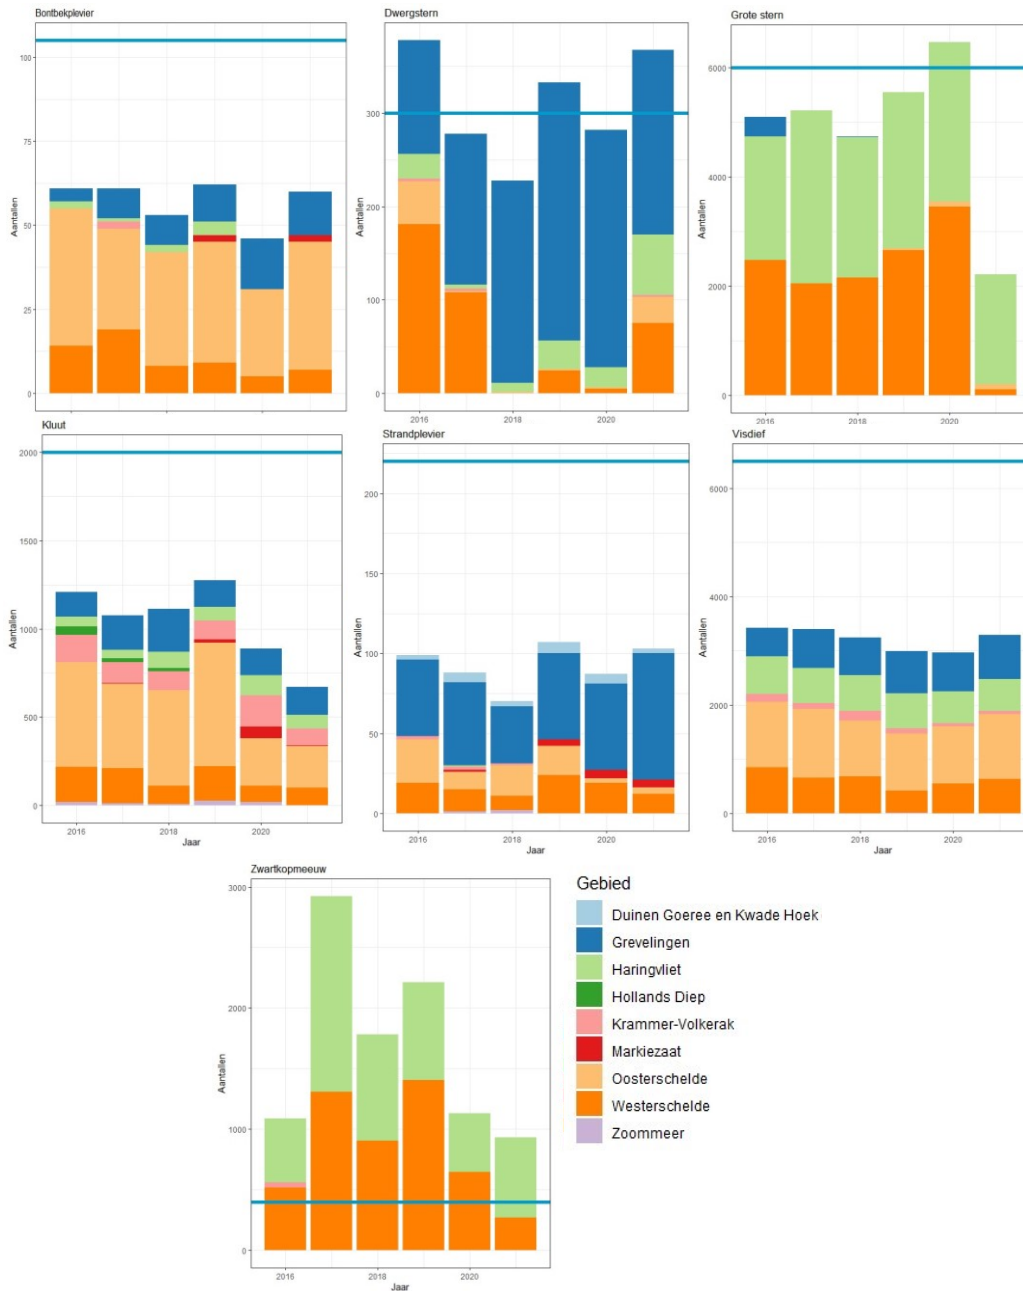 Bontbekplevier
Dwergstern
Grote stern
100
75
50
25
0
Aantallen
300
200
100
0
Aantallen
2016
2018
2020
6000
4000
2000
0
Aantallen
2016
2018
2020
Kluut
Strandplevier
Visdief
2000
1500
1000
500
0
Aantallen
2016
2018
2020
Jaar
200
150
100
50
0
Aantallen
2016
2018
2020
Jaar
6000
4000
2000
0
Aantallen
2016
2018
2020
Jaar
Zwartkopmeeuw
3000
2000
1000
0
Aantallen
2016
2018
2020
Jaar
Gebied
Duinen Goeree en Kwade Hoek
Grevelingen
Haringvliet
Hollands Diep
Krammer-Volkerak
Markiezaat
Oosterschelde
Westerschelde
Zoommeer